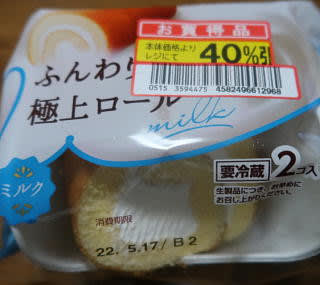 お買得品
本体価格より
レジにて
40%引
0515 3594475 4582496612968
ふんわり
極上ロール
milk
ミルク
要冷蔵
2コ入
生製品につき、お早めに
お召し上がりください。
消費期限
22. 5.17/ B2